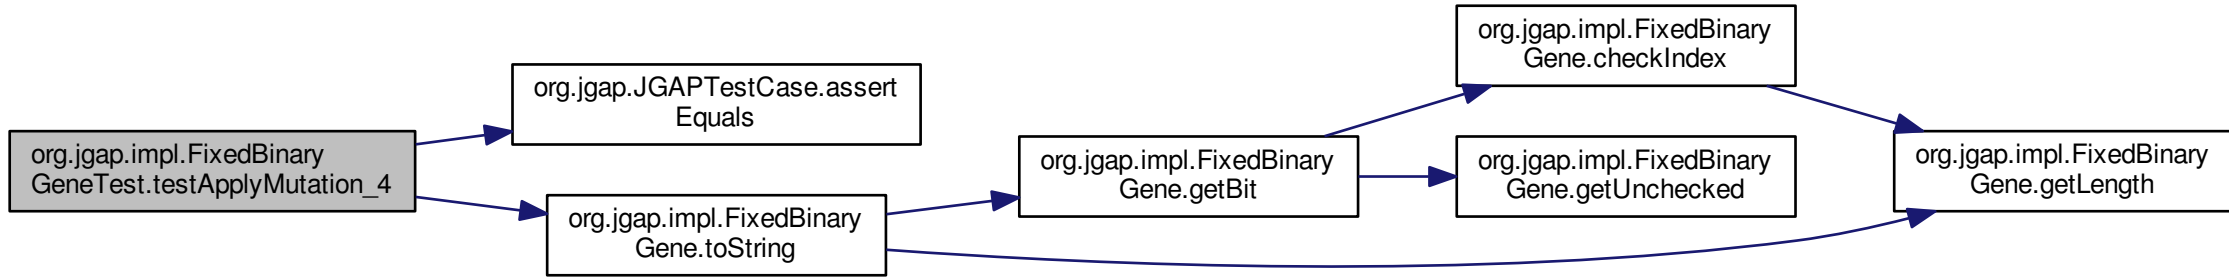 org.jgap.impl.FixedBinary
GeneTest.testApplyMutation_4
org.jgap.JGAPTestCase.assert
Equals
org.jgap.impl.FixedBinary
Gene.toString
org.jgap.impl.FixedBinary
Gene.getBit
org.jgap.impl.FixedBinary
Gene.checkIndex
org.jgap.impl.FixedBinary
Gene.getUnchecked
org.jgap.impl.FixedBinary
Gene.getLength